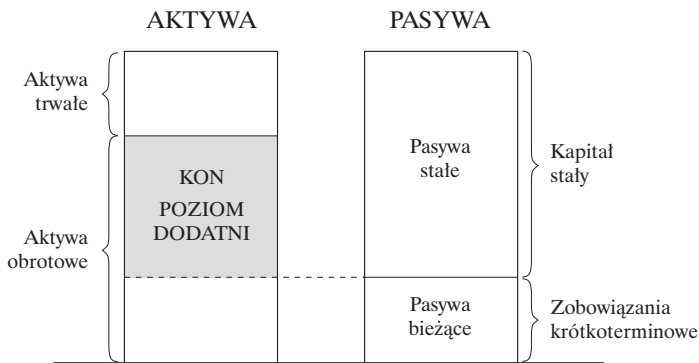 AKTYWA
PASYWA
Aktywa
trwałe
KON
POZIOM
DODATNI
Aktywa
obrotowe
Pasywa
stałe
Kapitał
stały
Pasywa
bieżące
Zobowiązania
krótkoterminowe